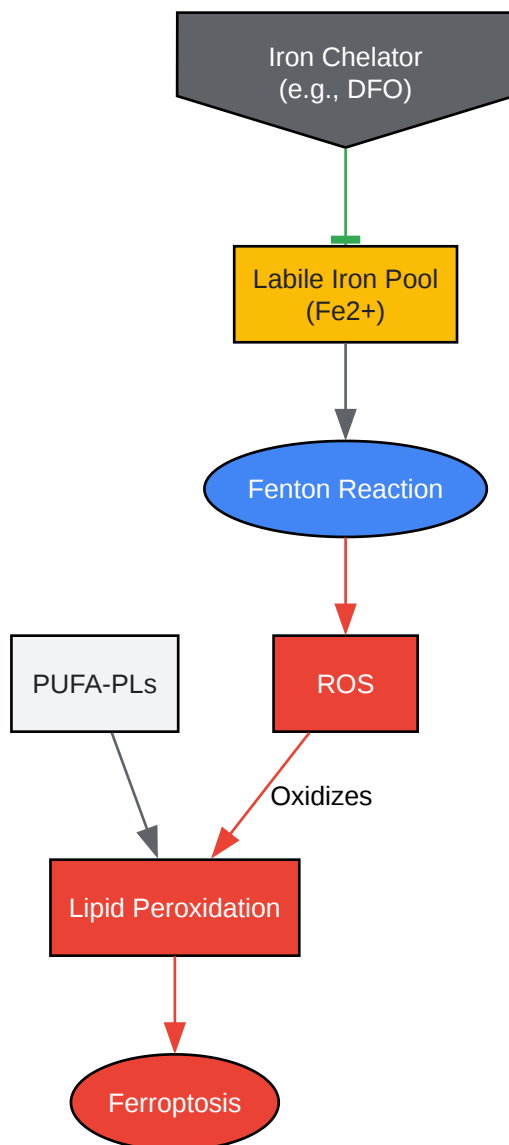 Iron Chelator
(e.g., DFO)
Labile Iron Pool
(Fe2+)
Fenton Reaction
PUFA-PLs
ROS
Oxidizes
Lipid Peroxidation
Ferroptosis